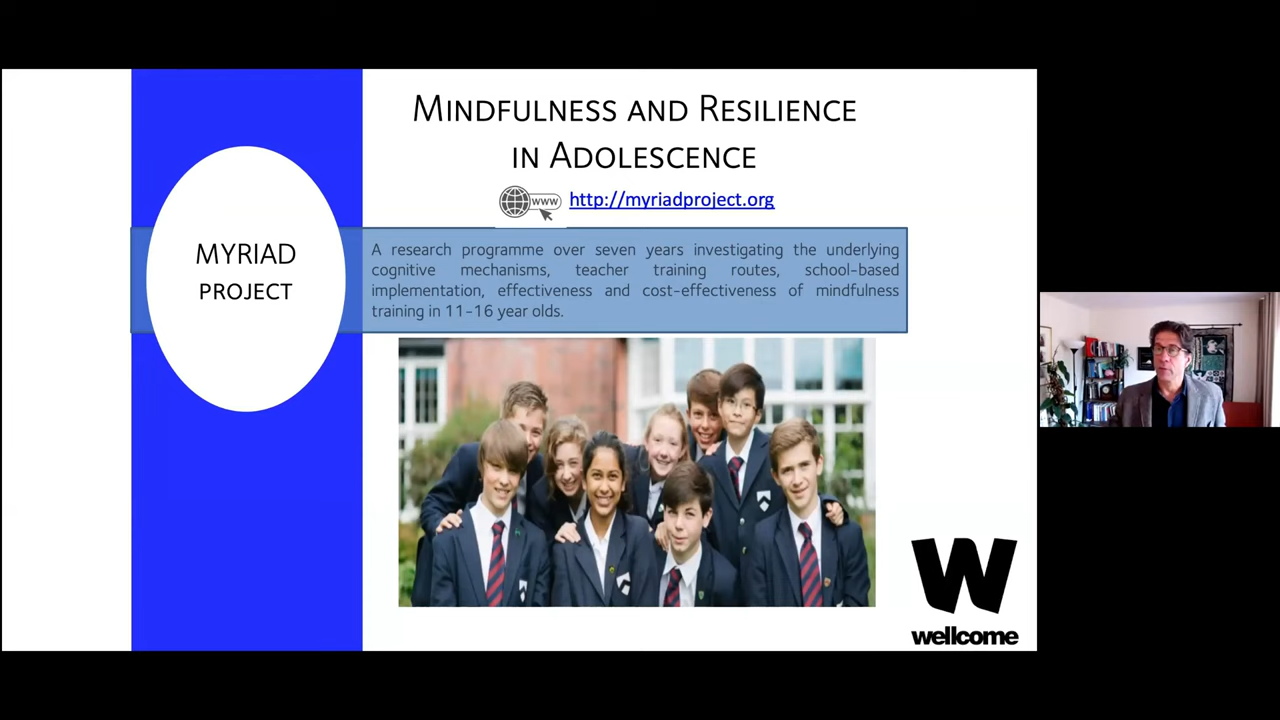 MINDFULNESS AND RESILIENCE
IN ADOLESCENCE
www
http://myriadproject.org
MYRIAD
PROJECT
A research programme over seven years investigating the underlying
cognitive mechanisms, teacher training routes, school-based
implementation, effectiveness and cost-effectiveness of mindfulness
training in 11-16 year olds.
W
wellcome